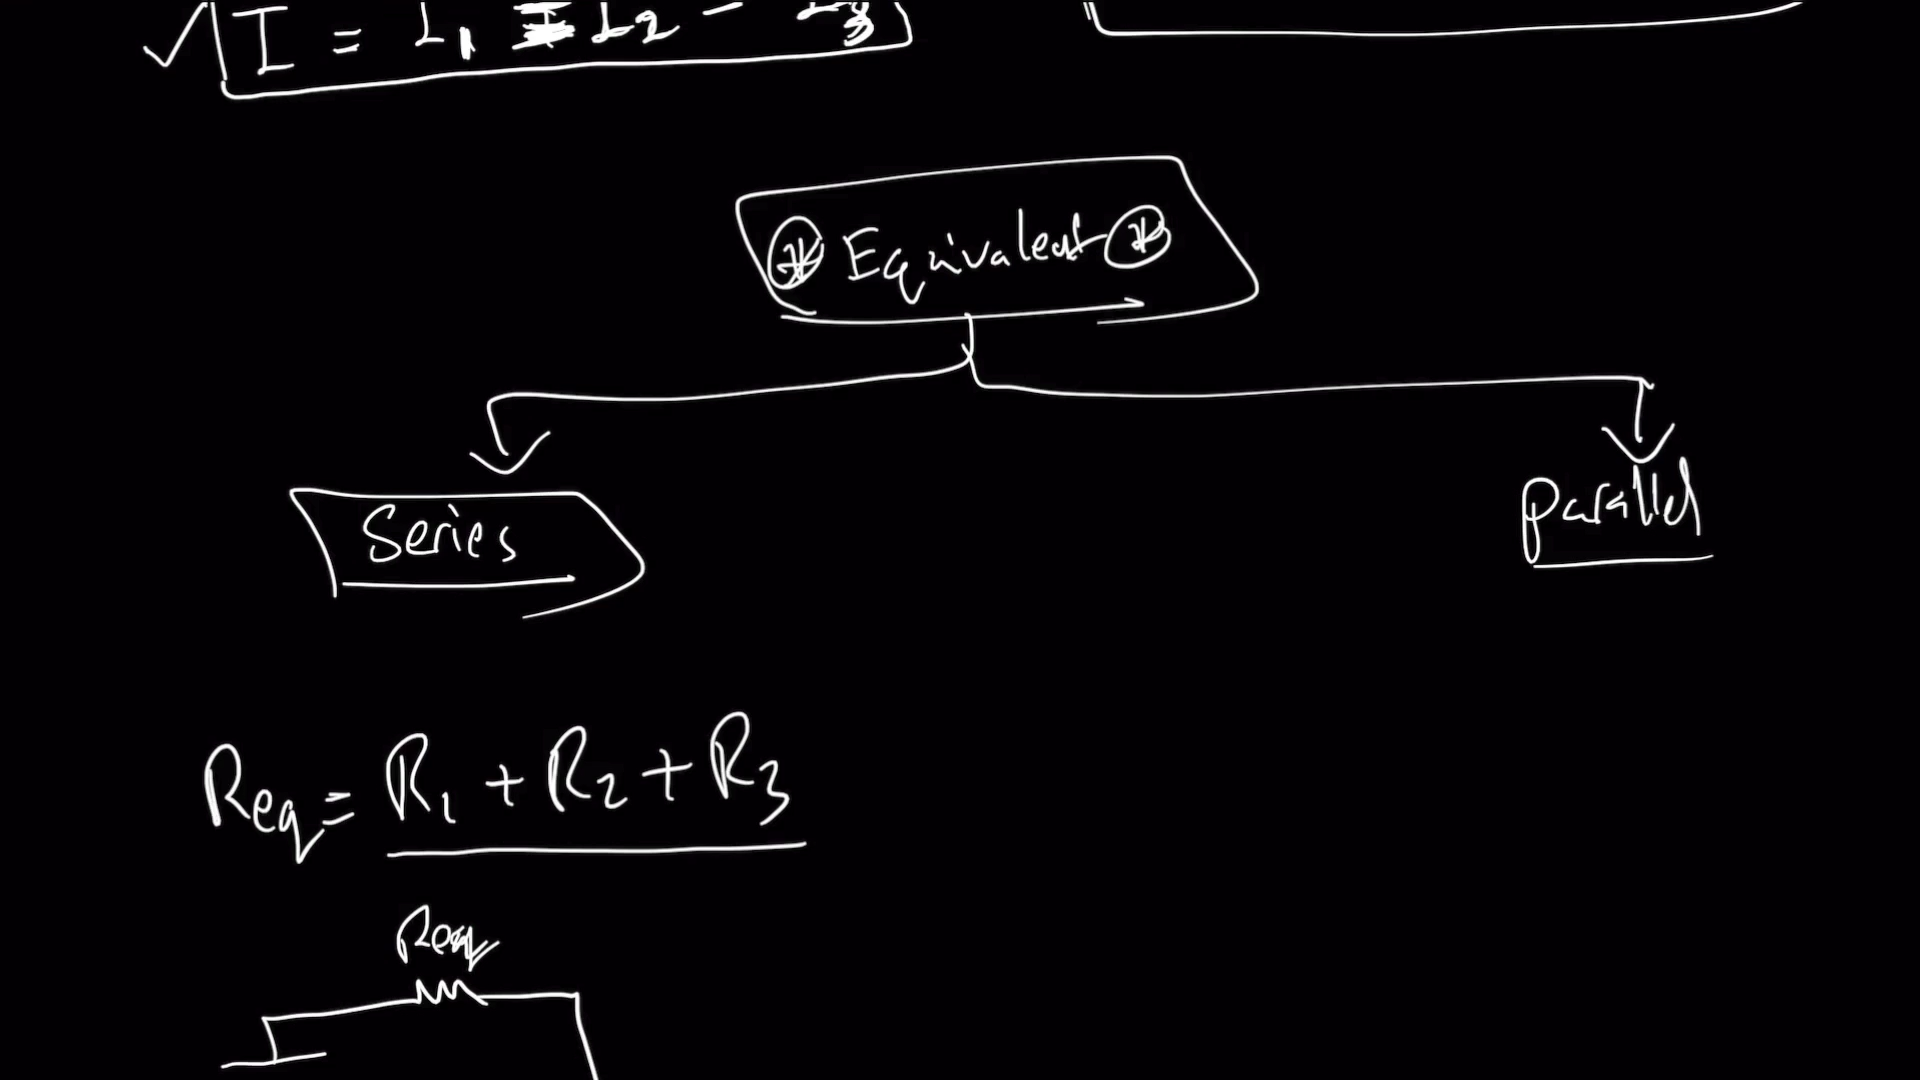 I = I₁ = I₂ = I₃
Equivalent
Series
parallel
Req = R₁ + R₂ + R₃
Req